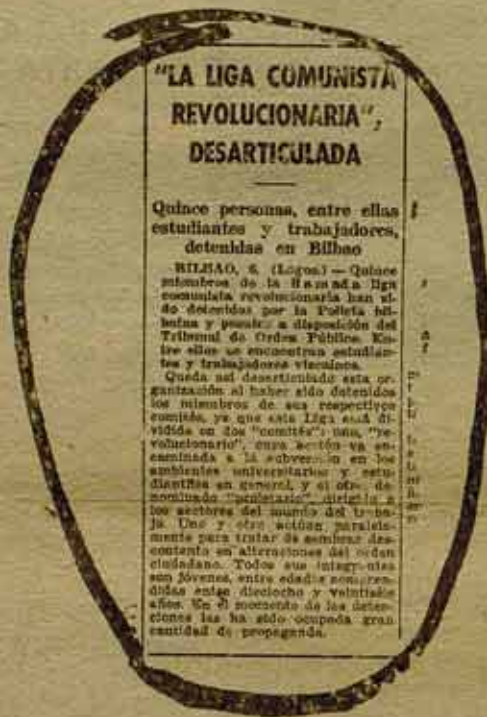 "LA LIGA COMUNISTA
REVOLUCIONARIA",
DESARTICULADA
Quince personas, entre ellas
estudiantes y trabajadores,
detenidas en Bilbao
BILBAO, 6. (Logos.) — Quince
miembros de la llamada liga
comunista revolucionaria han si-
do detenidos por la Policía bil-
baína y puestos a disposición del
Tribunal de Orden Público. En-
tre ellos se encuentran estudian-
tes y trabajadores vizcaínos.
Queda así desarticulada esta or-
ganización al haber sido detenidos
los miembros de sus respectivos
comités, ya que esta Liga está di-
vidida en dos "comités": uno, "re-
volucionario", cuya acción va en-
caminada a la subversión en los
ambientes universitarios y estu-
diantiles en general, y el otro, de-
nominado "proletario", dirigido a
los sectores del mundo del traba-
jo. Uno y otro actúan paralela-
mente para tratar de sembrar des-
contento en alteraciones del orden
ciudadano. Todos sus integrantes
son jóvenes, entre edades compren-
didas entre dieciocho y veintiséis
años. En el momento de las deten-
ciones les ha sido ocupada gran
cantidad de propaganda.